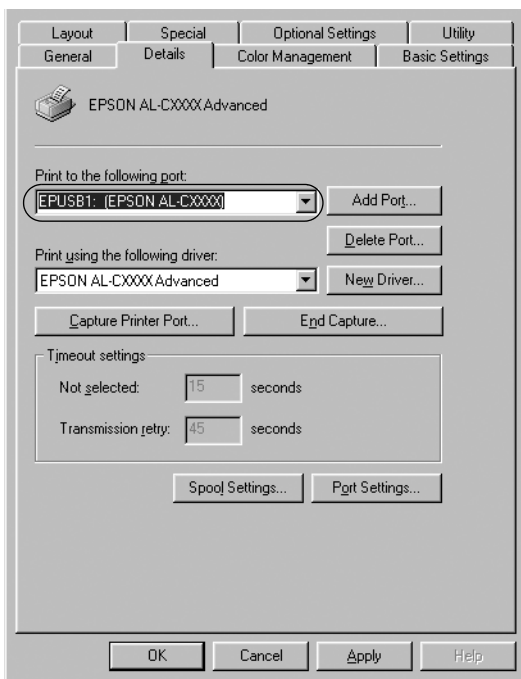 Layout Special Optional Settings Utility
General Details Color Management Basic Settings
EPSON AL-CXXXX Advanced
Print to the following port:
EPUSB1: (EPSON AL-CXXXX) Add Port...
Delete Port...
Print using the following driver:
EPSON AL-CXXXX Advanced New Driver...
Capture Printer Port... End Capture...
Timeout settings
Not selected: 15 seconds
Transmission retry: 45 seconds
Spool Settings... Port Settings...
OK Cancel Apply Help